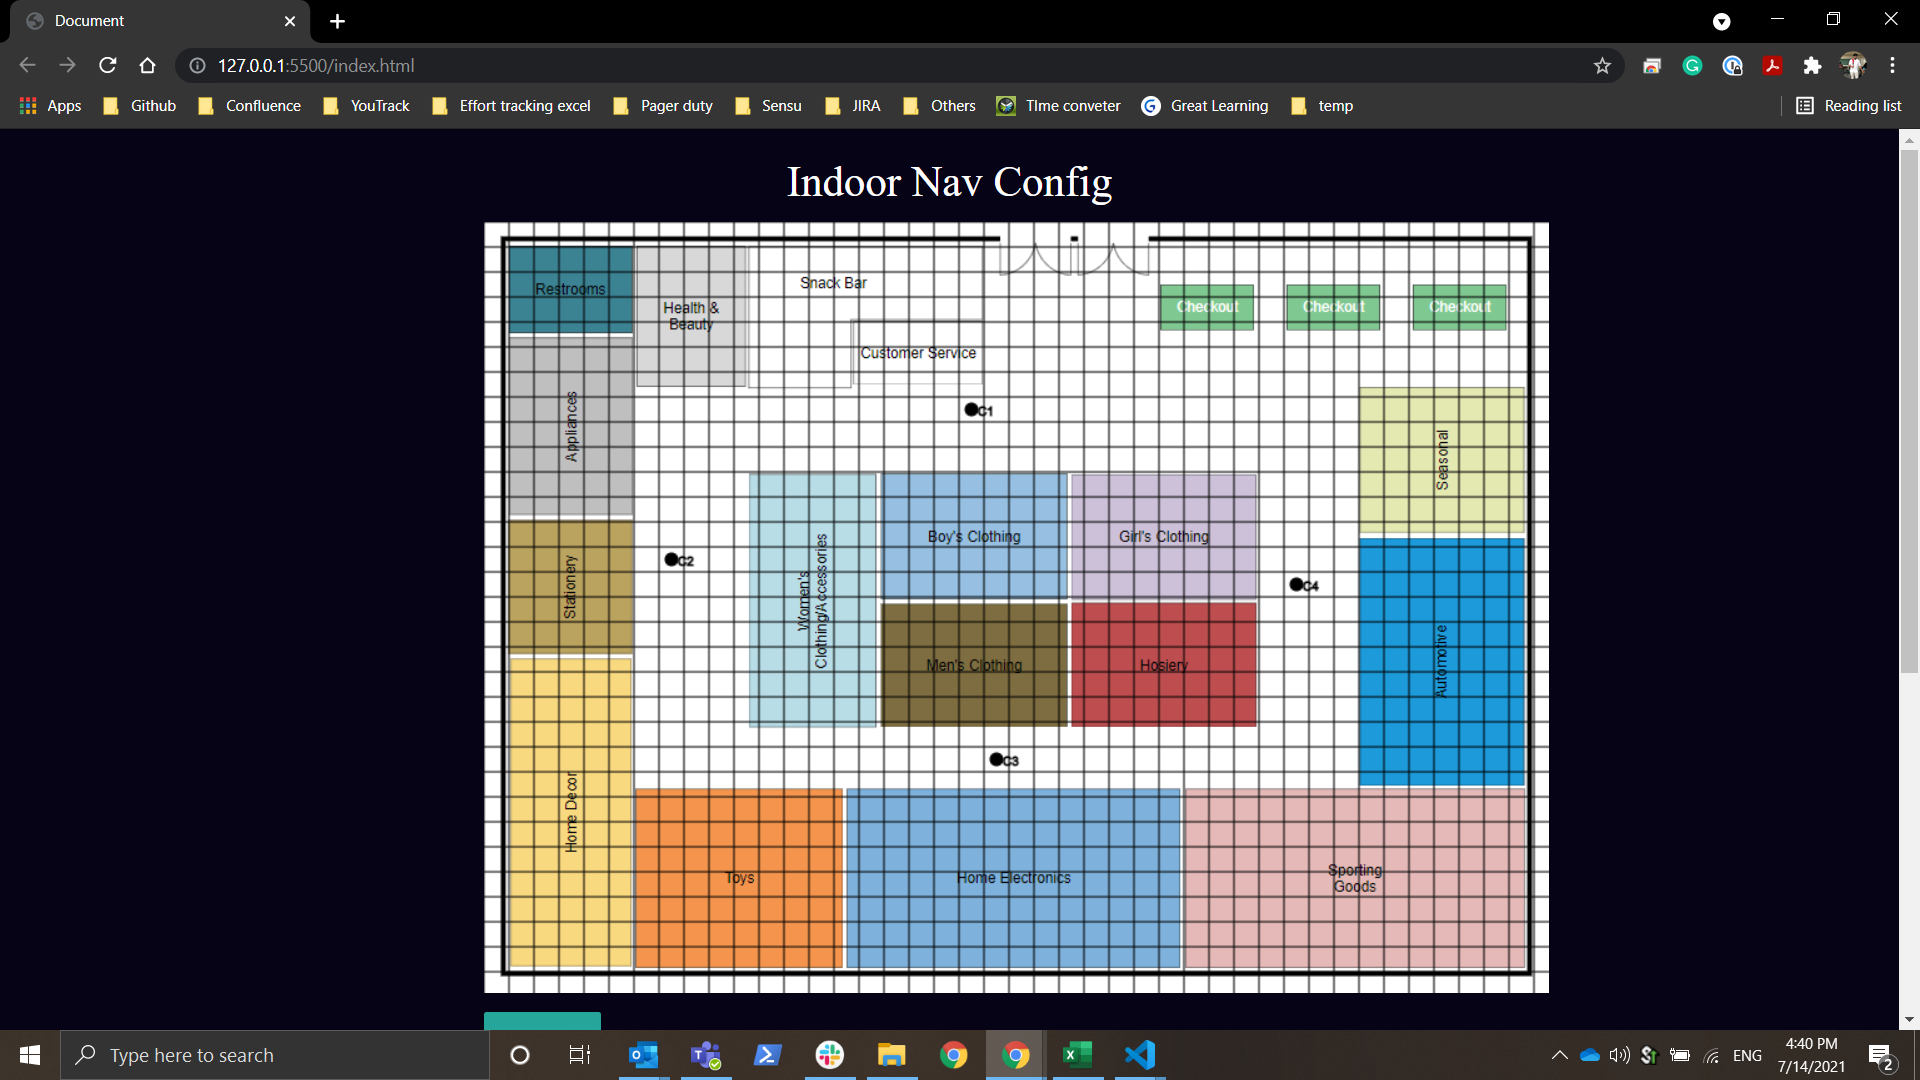 Document
127.0.0.1:5500/index.html
Apps
Github
Confluence
YouTrack
Effort tracking excel
Pager duty
Sensu
JIRA
Others
TIme conveter
Great Learning
temp
Reading list
Indoor Nav Config
Restrooms
Health &
Beauty
Snack Bar
Customer Service
Checkout
Checkout
Checkout
Appliances
C1
Seasonal
Stationery
C2
Women's
Clothing/Accessories
Boy's Clothing
Girl's Clothing
C4
Men's Clothing
Hosiery
Automotive
C3
Home Decor
Toys
Home Electronics
Sporting
Goods
Type here to search
ENG
4:40 PM
7/14/2021
2